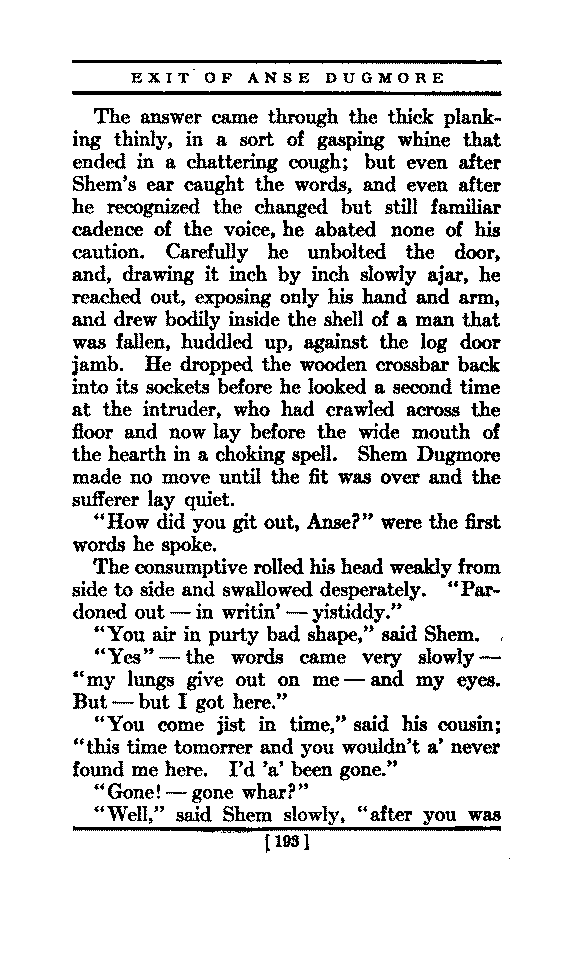 EXIT OF ANSE DUGMORE
The answer came through the thick plank-
ing thinly, in a sort of gasping whine that
ended in a chattering cough; but even after
Shem's ear caught the words, and even after
he recognized the changed but still familiar
cadence of the voice, he abated none of his
caution. Carefully he unbolted the door,
and, drawing it inch by inch slowly ajar, he
reached out, exposing only his hand and arm,
and drew bodily inside the shell of a man that
was fallen, huddled up, against the log door
jamb. He dropped the wooden crossbar back
into its sockets before he looked a second time
at the intruder, who had crawled across the
floor and now lay before the wide mouth of
the hearth in a choking spell. Shem Dugmore
made no move until the fit was over and the
sufferer lay quiet.
"How did you git out, Anse?" were the first
words he spoke.
The consumptive rolled his head weakly from
side to side and swallowed desperately. "Par-
doned out — in writin' — yistiddy."
"You air in purty bad shape," said Shem.
"Yes" — the words came very slowly —
"my lungs give out on me — and my eyes.
But — but I got here."
"You come jist in time," said his cousin;
"this time tomorrer and you wouldn't a' never
found me here. I'd 'a' been gone."
"Gone! — gone whar?"
"Well," said Shem slowly, "after you was
[ 193 ]